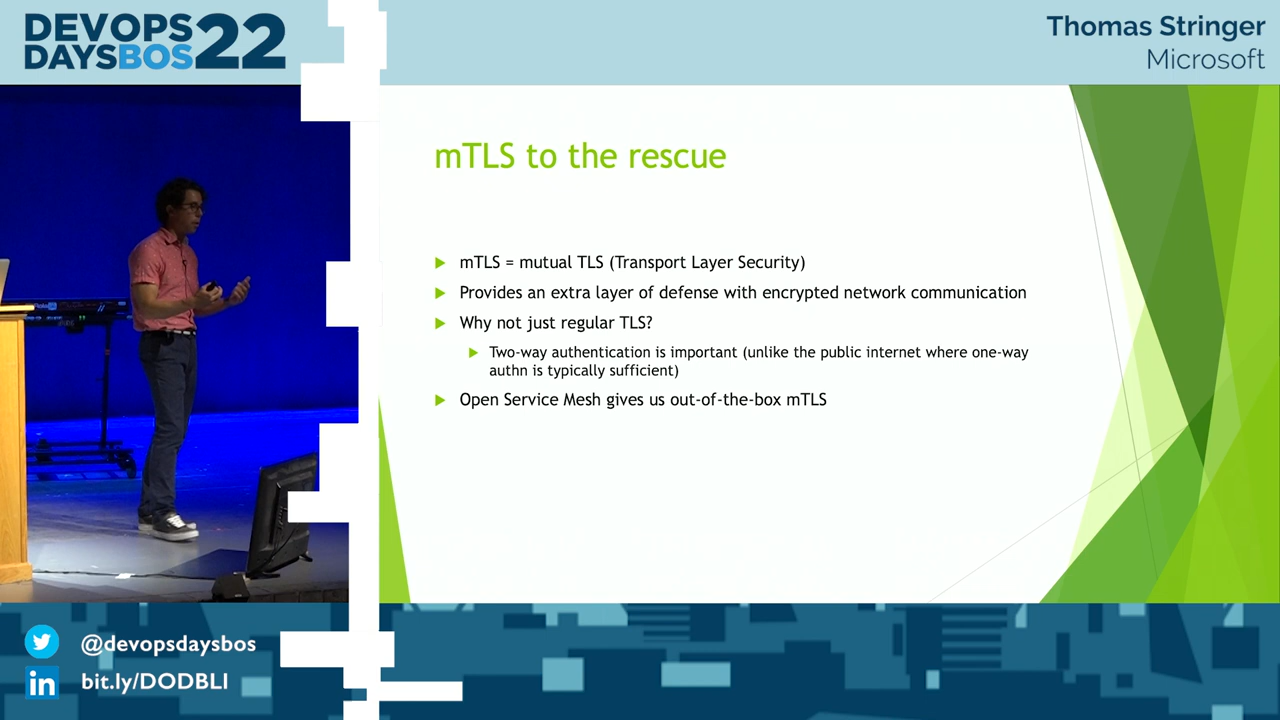 DEVOPS
DAYSBOS22
Thomas Stringer
Microsoft
mTLS to the rescue
mTLS = mutual TLS (Transport Layer Security)
Provides an extra layer of defense with encrypted network communication
Why not just regular TLS?
Two-way authentication is important (unlike the public internet where one-way
authn is typically sufficient)
Open Service Mesh gives us out-of-the-box mTLS
@devopsdaysbos
in bit.ly/DODBLI